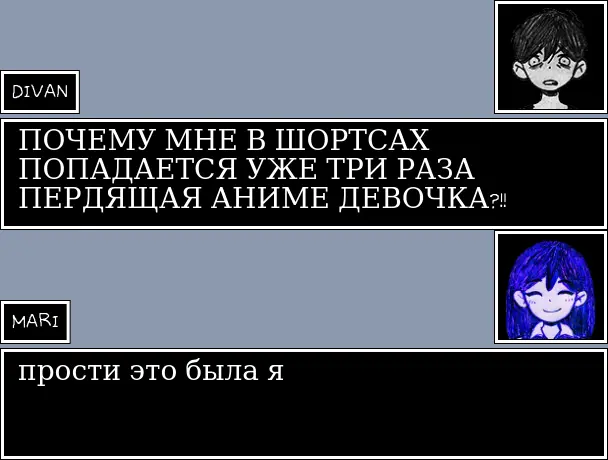 DIVAN
ПОЧЕМУ МНЕ В ШОРТСАХ
ПОПАДАЕТСЯ УЖЕ ТРИ РАЗА
ПЕРДЯЩАЯ АНИМЕ ДЕВОЧКА?!!
MARI
прости это была я